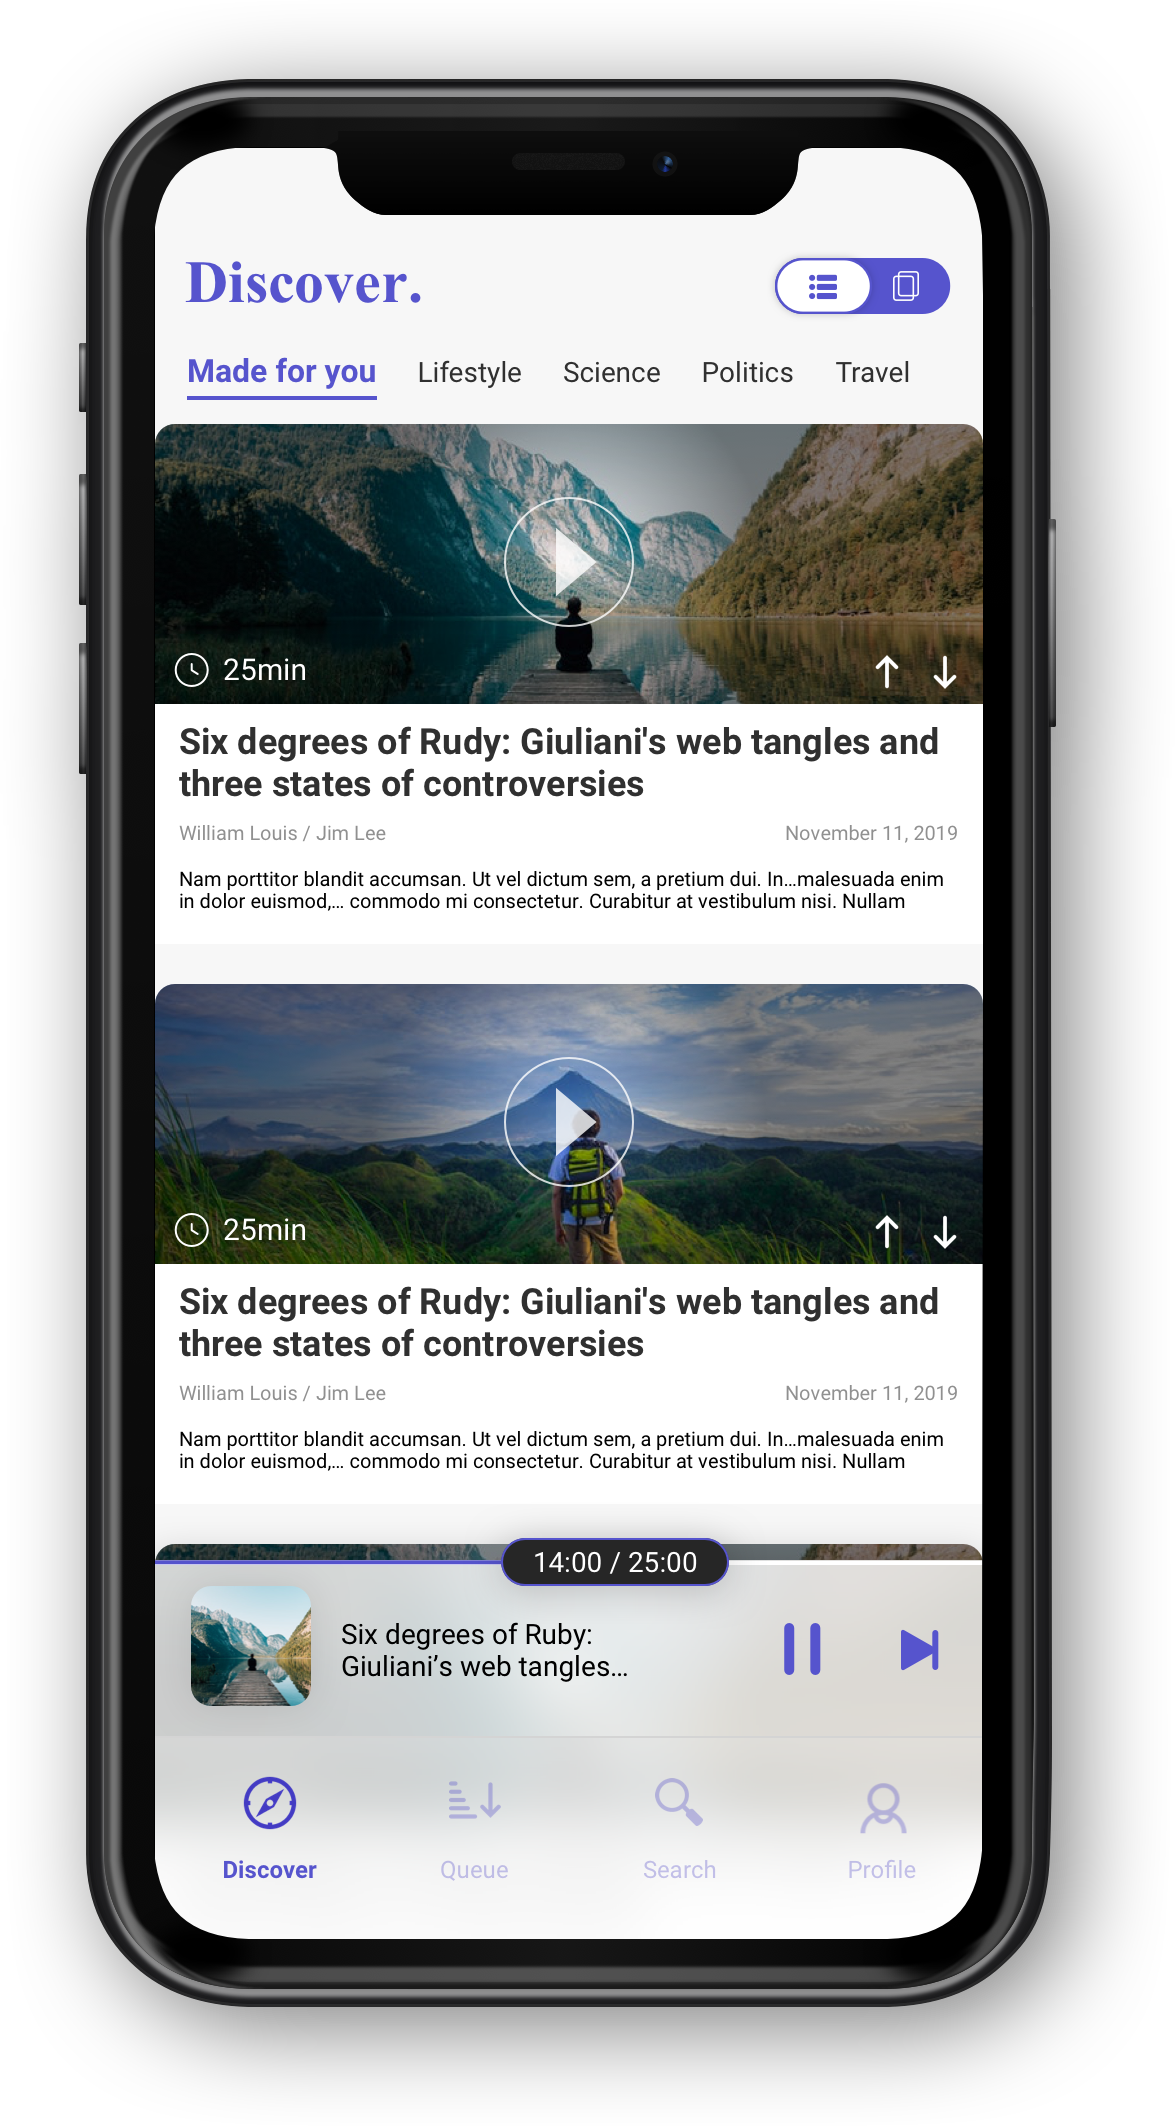 Discover.
Made for you Lifestyle Science Politics Travel
25min
Six degrees of Rudy: Giuliani's web tangles and
three states of controversies
William Louis / Jim Lee November 11, 2019
Nam porttitor blandit accumsan. Ut vel dictum sem, a pretium dui. In...malesuada enim
in dolor euismod,... commodo mi consectetur. Curabitur at vestibulum nisi. Nullam
25min
Six degrees of Rudy: Giuliani's web tangles and
three states of controversies
William Louis / Jim Lee November 11, 2019
Nam porttitor blandit accumsan. Ut vel dictum sem, a pretium dui. In...malesuada enim
in dolor euismod,... commodo mi consectetur. Curabitur at vestibulum nisi. Nullam
14:00 / 25:00
Six degrees of Ruby:
Giuliani’s web tangles...
Discover Queue Search Profile